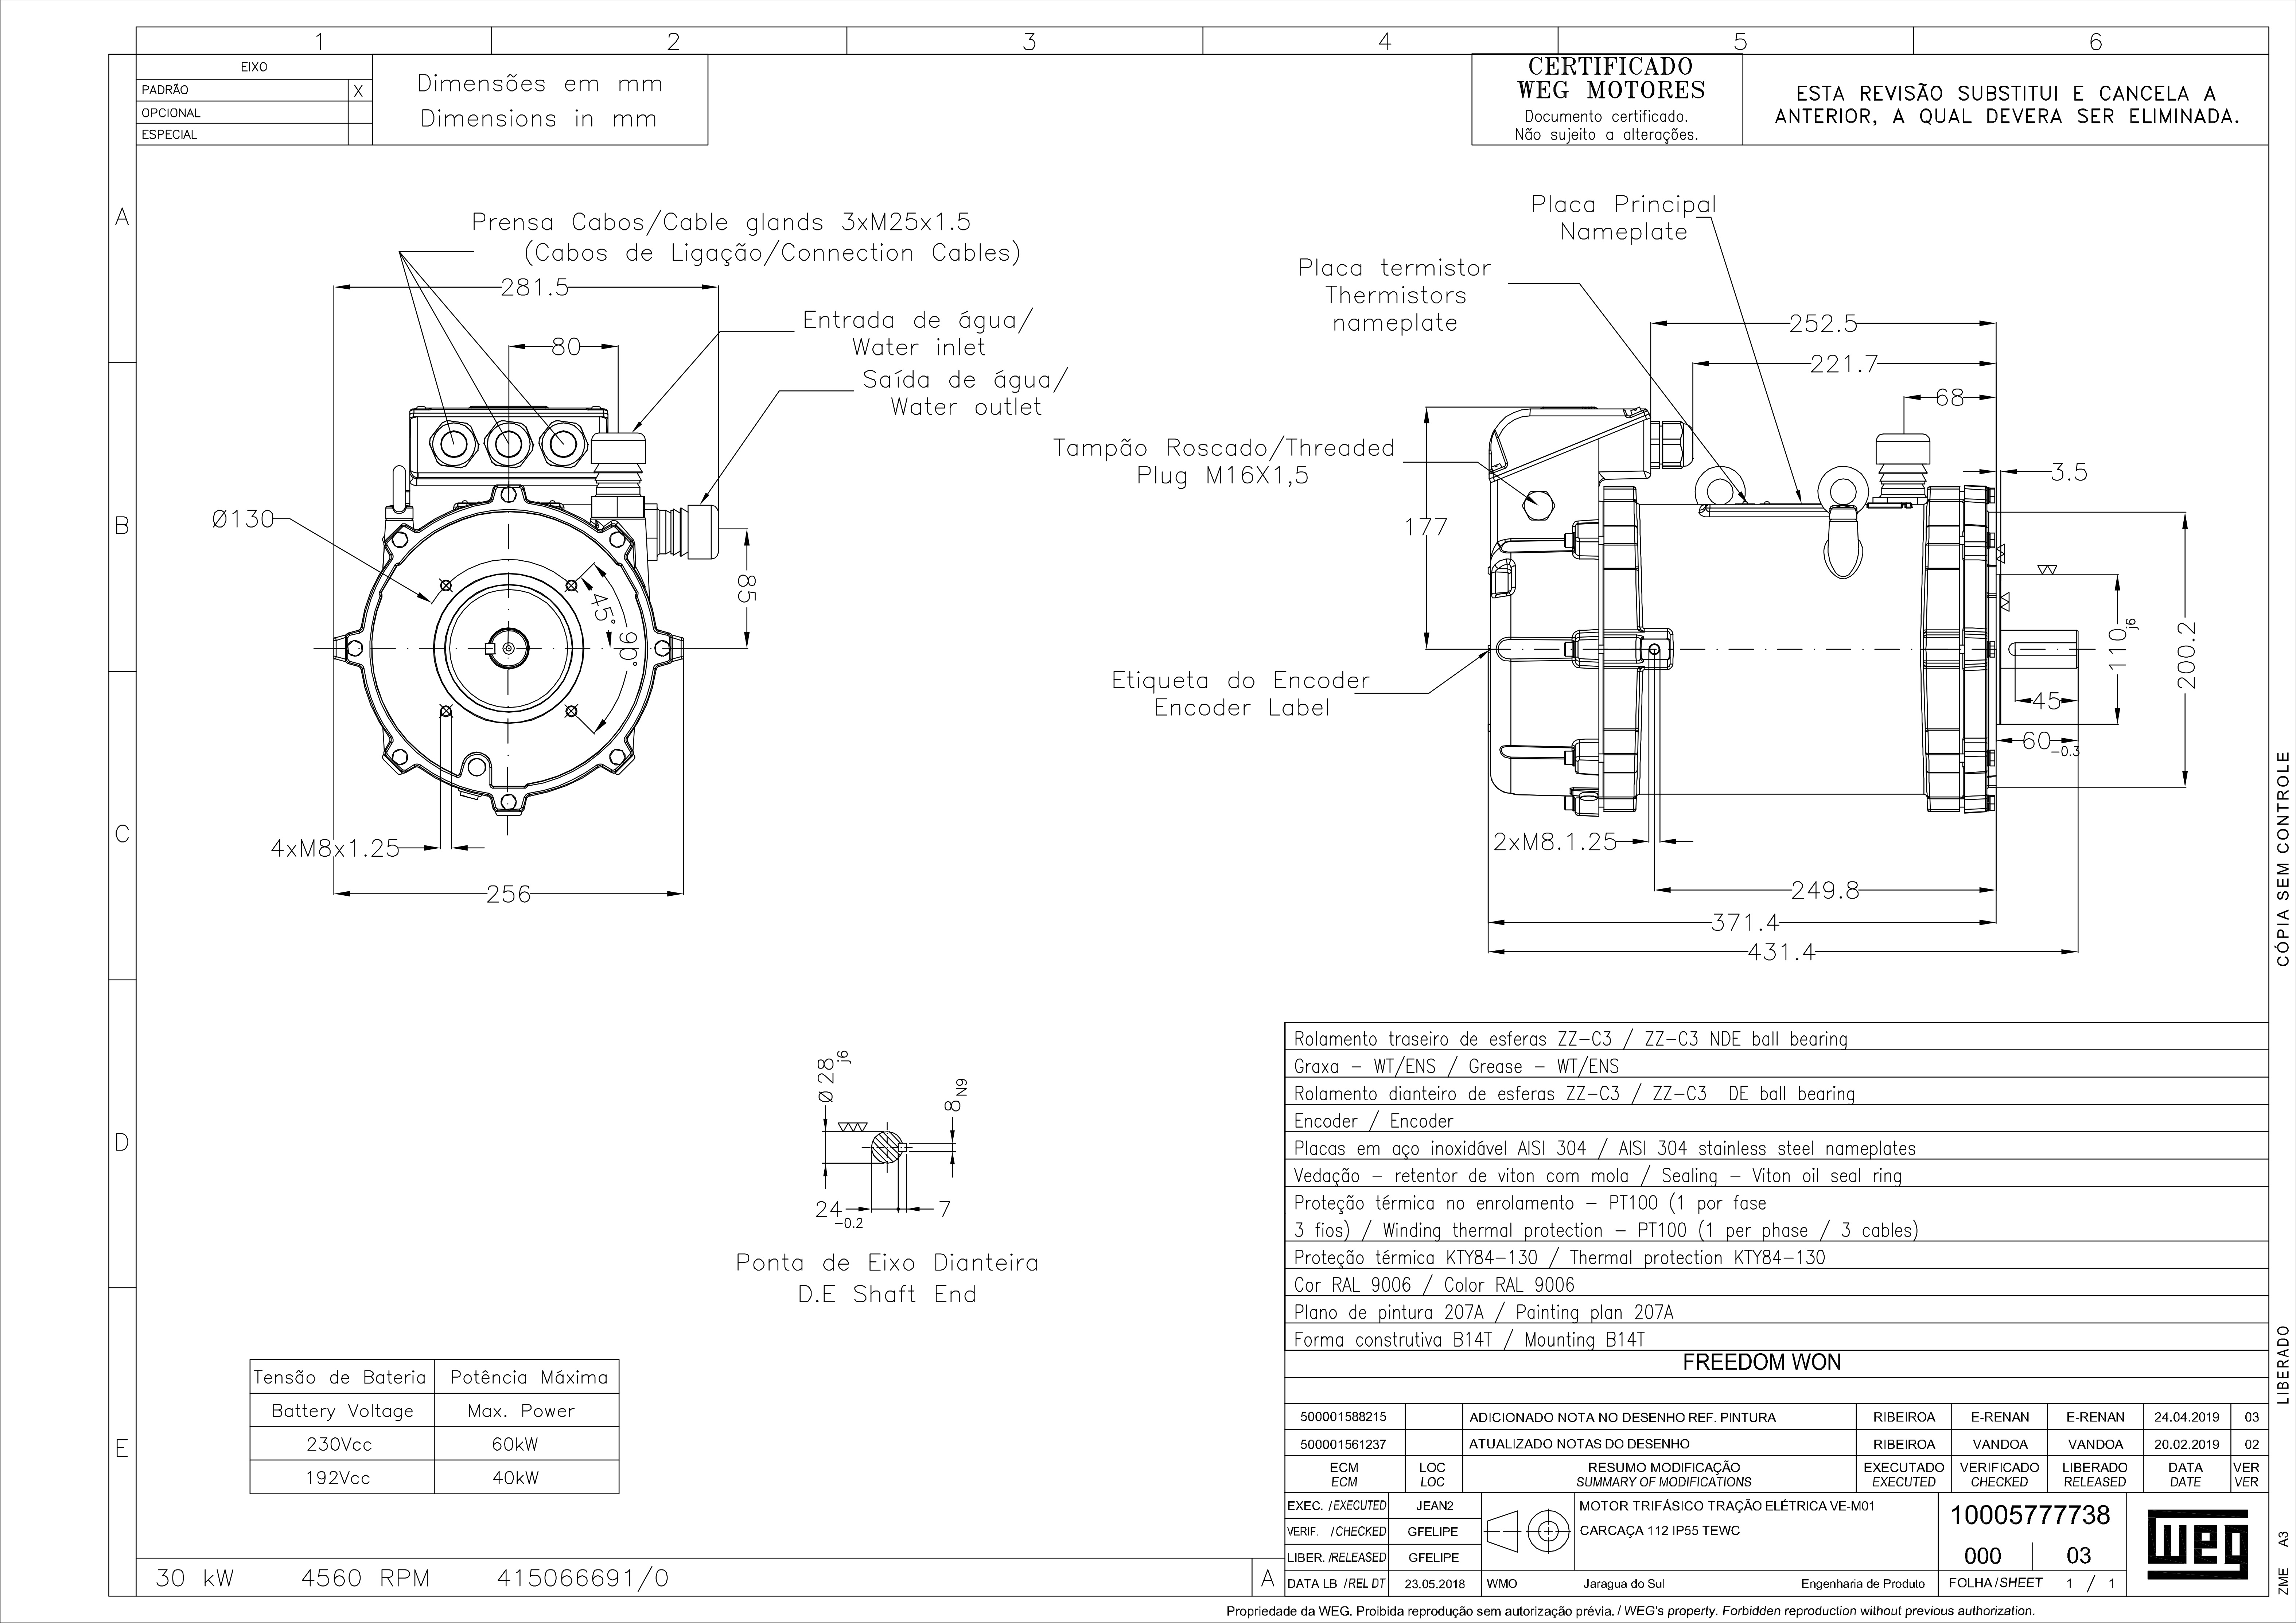 1 2 3 4 5 6
EIXO
PADRÃO X
OPCIONAL
ESPECIAL
Dimensões em mm
Dimensions in mm
CERTIFICADO
WEG MOTORES
Documento certificado.
Não sujeito a alterações.
ESTA REVISÃO SUBSTITUI E CANCELA A
ANTERIOR, A QUAL DEVERA SER ELIMINADA.
A
B
C
D
E
Prensa Cabos/Cable glands 3xM25x1.5
(Cabos de Ligação/Connection Cables)
281.5
Entrada de água/
Water inlet
80
Saída de água/
Water outlet
Ø130
85
45°
90°
4xM8x1.25
256
Placa Principal
Nameplate
Placa termistor
Thermistors
nameplate
252.5
221.7
68
Tampão Roscado/Threaded
Plug M16X1,5
3.5
177
110 j6
200.2
Etiqueta do Encoder
Encoder Label
45
60 -0.3
2xM8.1.25
249.8
371.4
431.4
Ø 28 j6
8 N9
24 -0.2
7
Ponta de Eixo Dianteira
D.E Shaft End
Tensão de Bateria Potência Máxima
Battery Voltage Max. Power
230Vcc 60kW
192Vcc 40kW
Rolamento traseiro de esferas ZZ-C3 / ZZ-C3 NDE ball bearing
Graxa - WT/ENS / Grease - WT/ENS
Rolamento dianteiro de esferas ZZ-C3 / ZZ-C3 DE ball bearing
Encoder / Encoder
Placas em aço inoxidável AISI 304 / AISI 304 stainless steel nameplates
Vedação - retentor de viton com mola / Sealing - Viton oil seal ring
Proteção térmica no enrolamento - PT100 (1 por fase
3 fios) / Winding thermal protection - PT100 (1 per phase / 3 cables)
Proteção térmica KTY84-130 / Thermal protection KTY84-130
Cor RAL 9006 / Color RAL 9006
Plano de pintura 207A / Painting plan 207A
Forma construtiva B14T / Mounting B14T
FREEDOM WON
500001588215 ADICIONADO NOTA NO DESENHO REF. PINTURA RIBEIROA E-RENAN E-RENAN 24.04.2019 03
500001561237 ATUALIZADO NOTAS DO DESENHO RIBEIROA VANDOA VANDOA 20.02.2019 02
ECM LOC RESUMO MODIFICAÇÃO EXECUTADO VERIFICADO LIBERADO DATA VER
ECM LOC SUMMARY OF MODIFICATIONS EXECUTED CHECKED RELEASED DATE VER
EXEC. /EXECUTED JEAN2
VERIF. /CHECKED GFELIPE
LIBER. /RELEASED GFELIPE
DATA LB /REL DT 23.05.2018
MOTOR TRIFÁSICO TRAÇÃO ELÉTRICA VE-M01
CARCAÇA 112 IP55 TEWC
WMO Jaragua do Sul Engenharia de Produto
10005777738
000 03
FOLHA/SHEET 1 / 1
weg
30 kW 4560 RPM 415066691/0
A
CÓPIA SEM CONTROLE
LIBERADO
ZME A3
Propriedade da WEG. Proibida reprodução sem autorização prévia. / WEG's property. Forbidden reproduction without previous authorization.